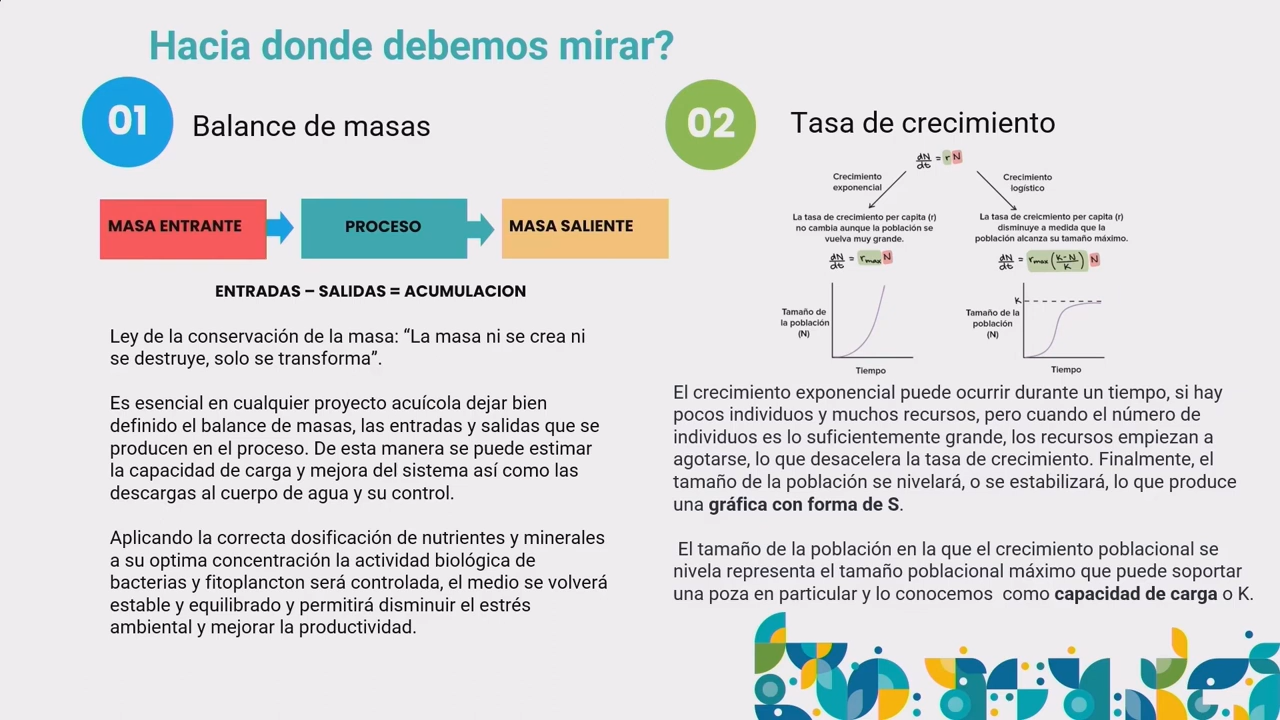 Hacia donde debemos mirar?
01
Balance de masas
MASA ENTRANTE
PROCESO
MASA SALIENTE
ENTRADAS – SALIDAS = ACUMULACION
Ley de la conservación de la masa: “La masa ni se crea ni
se destruye, solo se transforma”.
Es esencial en cualquier proyecto acuícola dejar bien
definido el balance de masas, las entradas y salidas que se
producen en el proceso. De esta manera se puede estimar
la capacidad de carga y mejora del sistema así como las
descargas al cuerpo de agua y su control.
Aplicando la correcta dosificación de nutrientes y minerales
a su optima concentración la actividad biológica de
bacterias y fitoplancton será controlada, el medio se volverá
estable y equilibrado y permitirá disminuir el estrés
ambiental y mejorar la productividad.
02
Tasa de crecimiento
dN/dt = rN
Crecimiento
exponencial
Crecimiento
logístico
La tasa de crecimiento per capita (r)
no cambia aunque la población se
vuelva muy grande.
dN/dt = rmax N
La tasa de creicmiento per capita (r)
disminuye a medida que la
población alcanza su tamaño máximo.
dN/dt = rmax (K-N/K) N
Tamaño de
la población
(N)
Tiempo
Tamaño de la
población
(N)
K
Tiempo
El crecimiento exponencial puede ocurrir durante un tiempo, si hay
pocos individuos y muchos recursos, pero cuando el número de
individuos es lo suficientemente grande, los recursos empiezan a
agotarse, lo que desacelera la tasa de crecimiento. Finalmente, el
tamaño de la población se nivelará, o se estabilizará, lo que produce
una gráfica con forma de S.
El tamaño de la población en la que el crecimiento poblacional se
nivela representa el tamaño poblacional máximo que puede soportar
una poza en particular y lo conocemos como capacidad de carga o K.